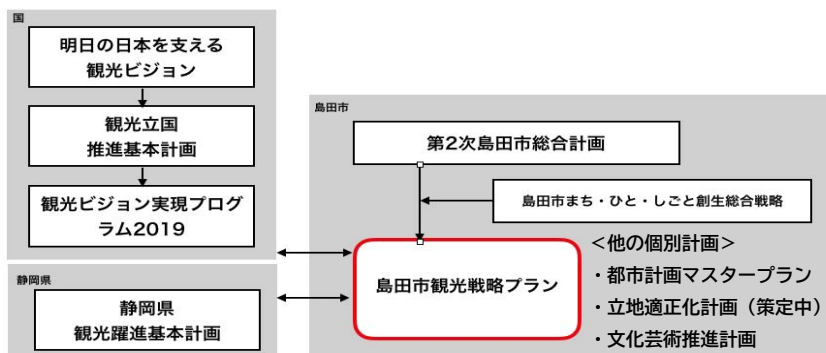 国
明日の日本を支える
観光ビジョン
観光立国
推進基本計画
観光ビジョン実現プログ
ラム2019
静岡県
静岡県
観光躍進基本計画
島田市
第2次島田市総合計画
島田市まち・ひと・しごと創生総合戦略
島田市観光戦略プラン
＜他の個別計画＞
・都市計画マスタープラン
・立地適正化計画（策定中）
・文化芸術推進計画